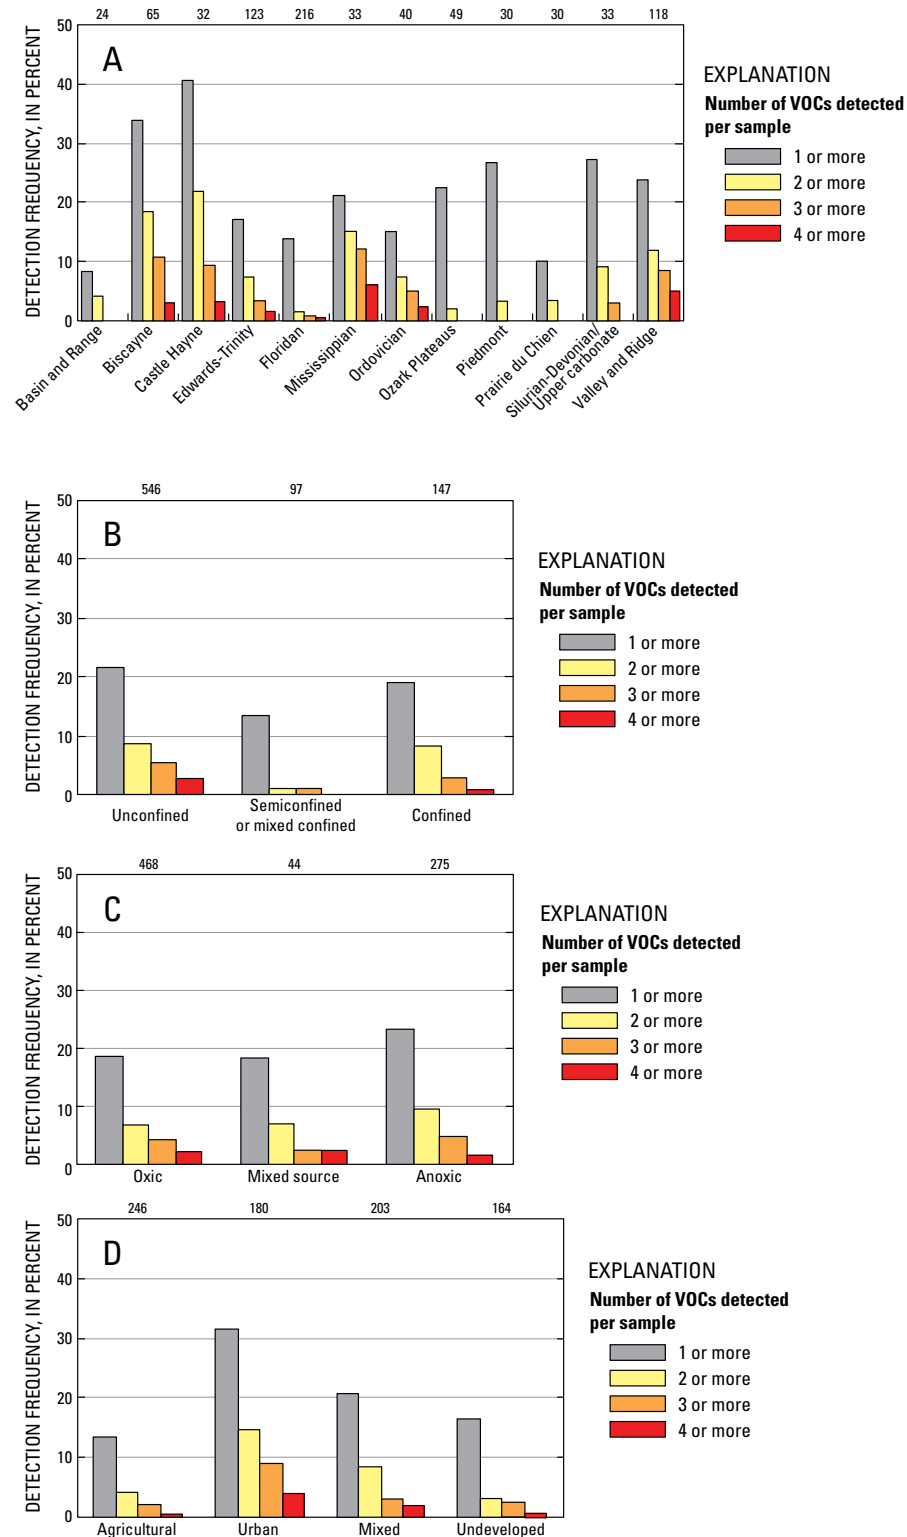 24 65 32 123 216 33 40 49 30 30 33 118
50
40
30
20
10
0
DETECTION FREQUENCY, IN PERCENT
A
Basin and Range
Biscayne
Castle Hayne
Edwards-Trinity
Floridan
Mississippian
Ordovician
Ozark Plateaus
Piedmont
Prairie du Chien
Silurian-Devonian/
Upper carbonate
Valley and Ridge
EXPLANATION
Number of VOCs detected
per sample
1 or more
2 or more
3 or more
4 or more
546 97 147
50
40
30
20
10
0
DETECTION FREQUENCY, IN PERCENT
B
Unconfined
Semiconfined
or mixed confined
Confined
EXPLANATION
Number of VOCs detected
per sample
1 or more
2 or more
3 or more
4 or more
468 44 275
50
40
30
20
10
0
DETECTION FREQUENCY, IN PERCENT
C
Oxic Mixed source Anoxic
EXPLANATION
Number of VOCs detected
per sample
1 or more
2 or more
3 or more
4 or more
246 180 203 164
50
40
30
20
10
0
DETECTION FREQUENCY, IN PERCENT
D
Agricultural Urban Mixed Undeveloped
EXPLANATION
Number of VOCs detected
per sample
1 or more
2 or more
3 or more
4 or more